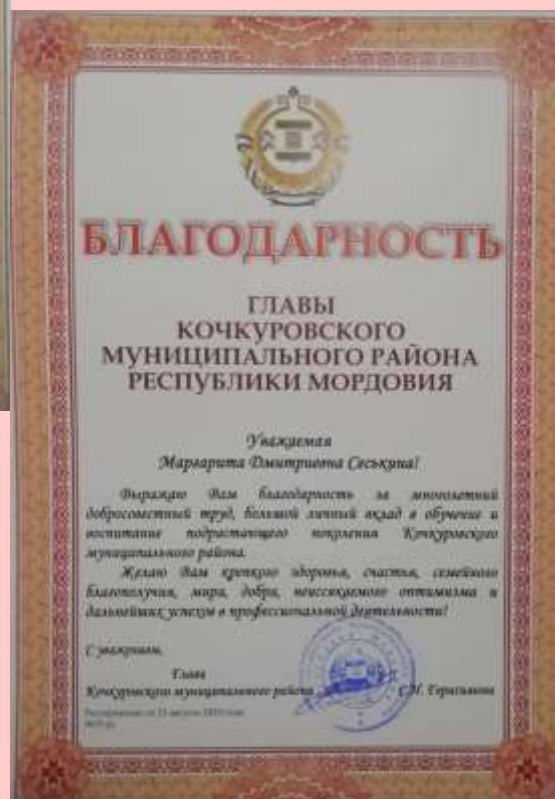 БЛАГОДАРНОСТЬ
ГЛАВЫ
КОЧКУРОВСКОГО
МУНИЦИПАЛЬНОГО РАЙОНА
РЕСПУБЛИКИ МОРДОВИЯ
Уважаемая
Маргарита Дмитриевна Сеськина!
Выражаю Вам благодарность за многолетний
добросовестный труд, большой личный вклад в обучение и
воспитание подрастающего поколения Кочкуровского
муниципального района.
Желаю Вам крепкого здоровья, счастья, семейного
благополучия, мира, добра, неиссякаемого оптимизма и
дальнейших успехов в профессиональной деятельности!
С уважением,
Глава
Кочкуровского муниципального района
Герасимова